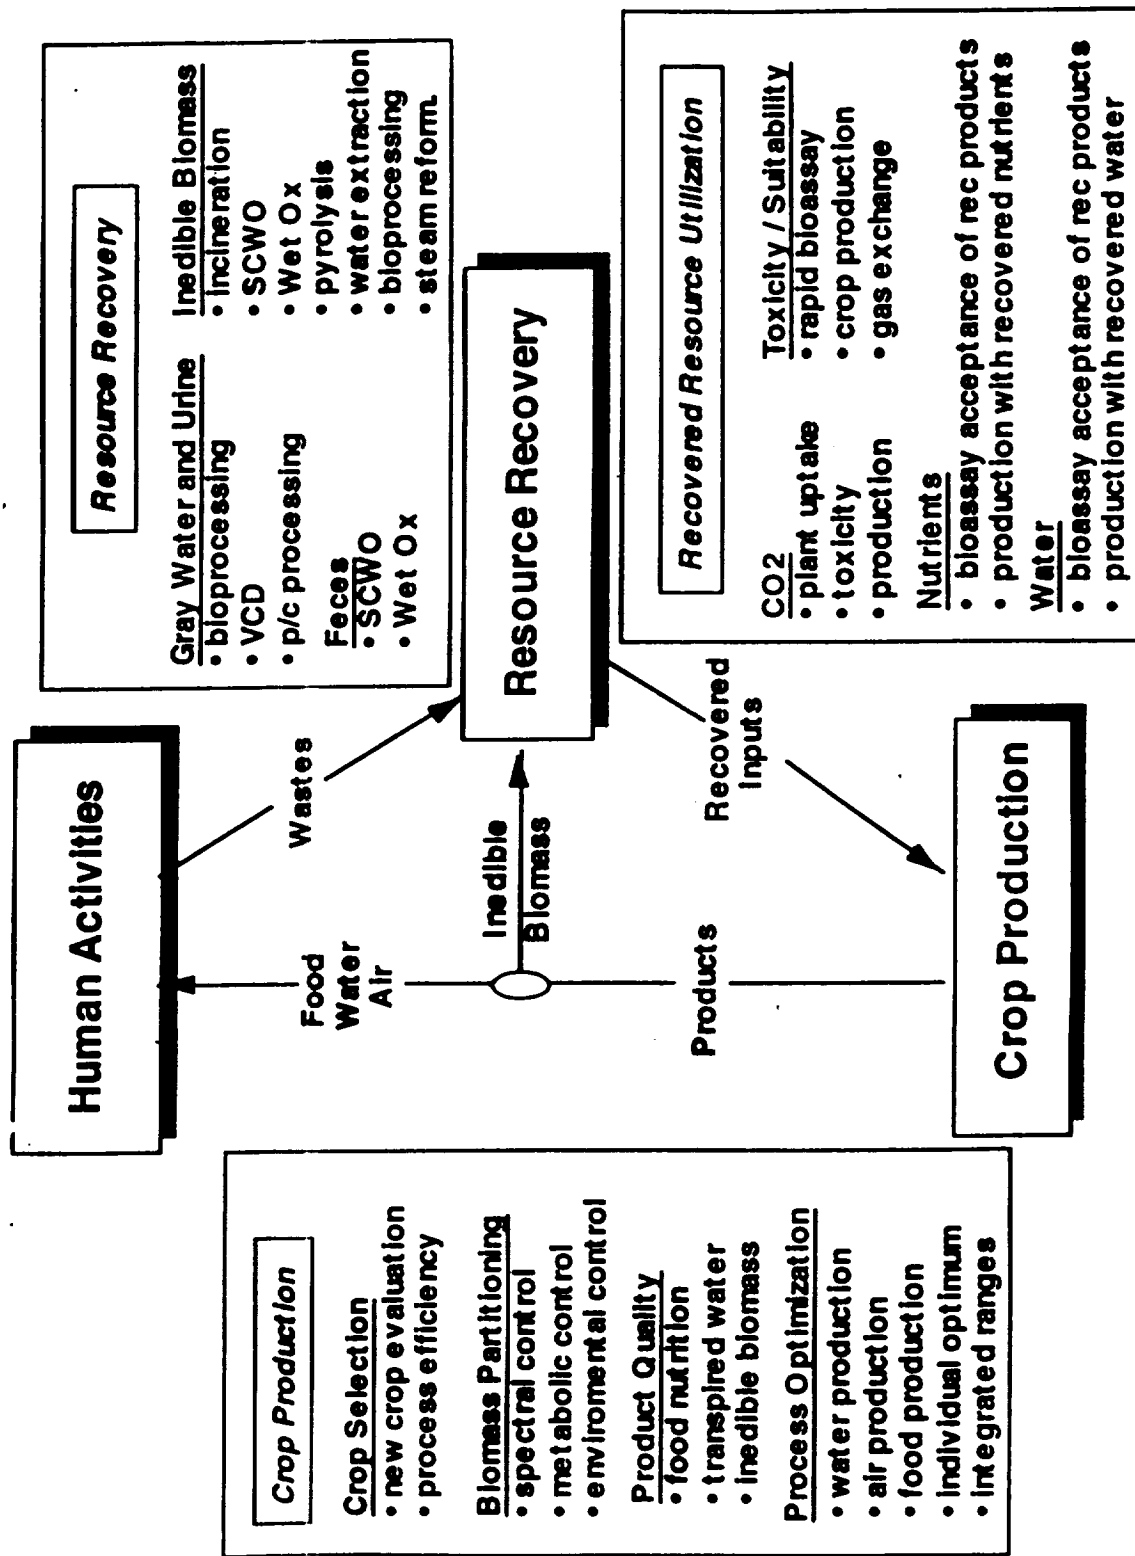 Crop Production
Crop Selection
• new crop evaluation
• process efficiency
Biomass Partitioning
• spectral control
• metabolic control
• enviromental control
Product Quality
• food nutrition
• transpired water
• inedible biomass
Process Optimization
• water production
• air production
• food production
• individual optimum
• integrated ranges
Human Activities
Food
Water
Air
Wastes
Inedible
Biomass
Products
Recovered
Inputs
Crop Production
Resource Recovery
Resource Recovery
Gray Water and Urine
• bioprocessing
• VCD
• p/c processing
Feces
• SCWO
• Wet Ox
Inedible Biomass
• incineration
• SCWO
• Wet Ox
• pyrolysis
• water extraction
• bioprocessing
• steam reform.
Recovered Resource Utilization
CO2
• plant uptake
• toxicity
• production
Toxicity / Suitability
• rapid bioassay
• crop production
• gas exchange
Nutrients
• bioassay acceptance of rec products
• production with recovered nutrients
Water
• bioassay acceptance of rec products
• production with recovered water